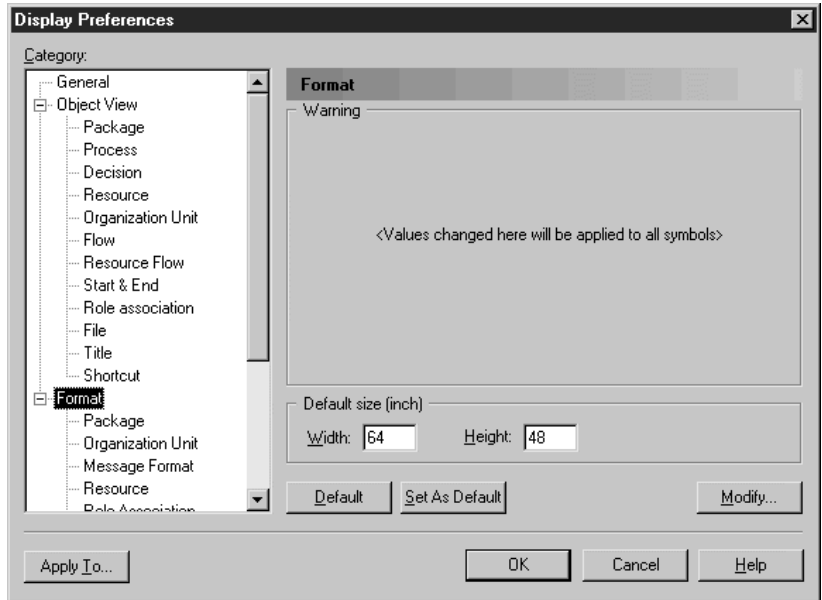 Display Preferences
Category:
General
Object View
Package
Process
Decision
Resource
Organization Unit
Flow
Resource Flow
Start & End
Role association
File
Title
Shortcut
Format
Package
Organization Unit
Message Format
Resource
Role Association
Format
Warning
<Values changed here will be applied to all symbols>
Default size (inch)
Width: 64 Height: 48
Default Set As Default Modify...
Apply To... OK Cancel Help